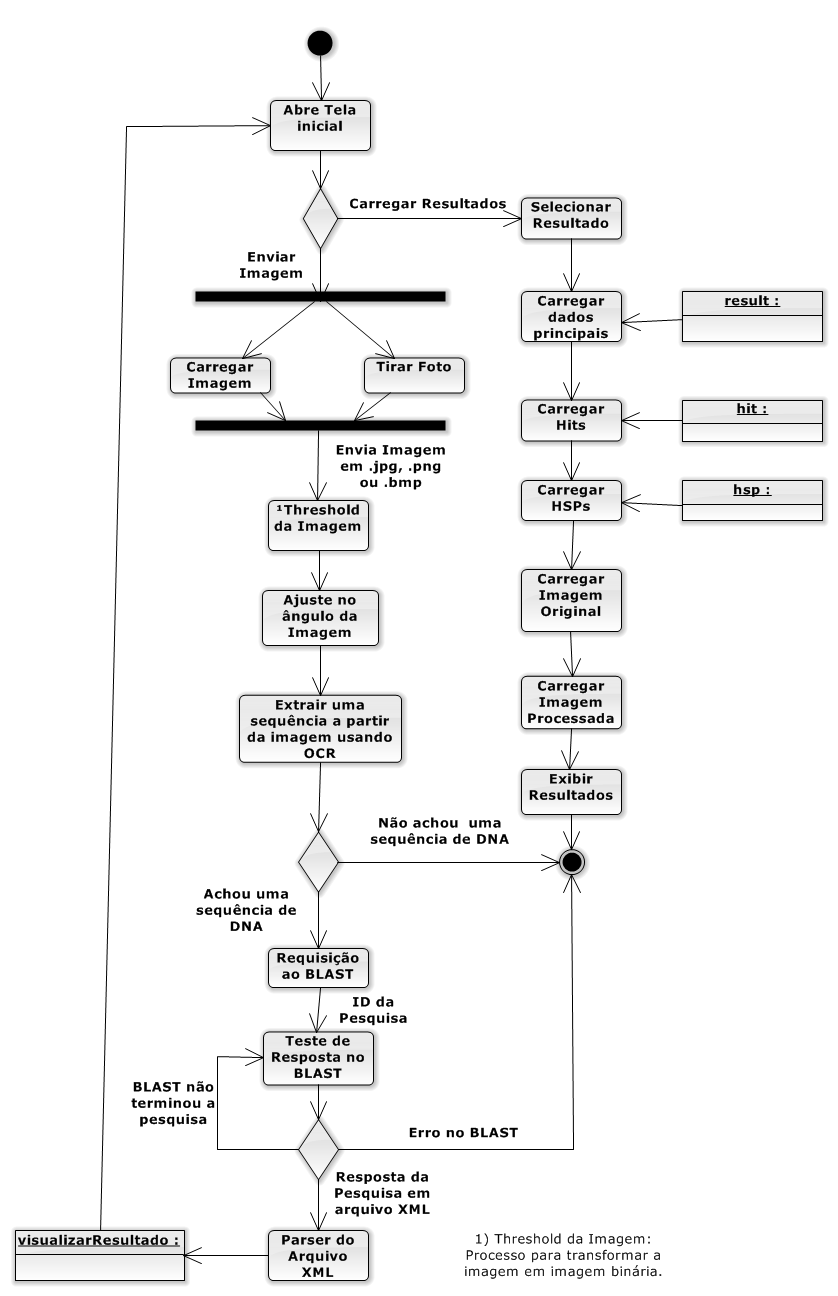 Abre Tela
inicial
Carregar Resultados
Selecionar
Resultado
Enviar
Imagem
Carregar
dados
principais
result :
Carregar
Imagem
Tirar Foto
Carregar
Hits
hit :
Envia Imagem
em .jpg, .png
ou .bmp
Carregar
HSPs
hsp :
¹Threshold
da Imagem
Carregar
Imagem
Original
Ajuste no
ângulo da
Imagem
Carregar
Imagem
Processada
Extrair uma
sequência a partir
da imagem usando
OCR
Exibir
Resultados
Não achou uma
sequência de DNA
Achou uma
sequência de
DNA
Requisição
ao BLAST
ID da
Pesquisa
Teste de
Resposta no
BLAST
BLAST não
terminou a
pesquisa
Erro no BLAST
Resposta da
Pesquisa em
arquivo XML
visualizarResultado :
Parser do
Arquivo
XML
1) Threshold da Imagem:
Processo para transformar a
imagem em imagem binária.